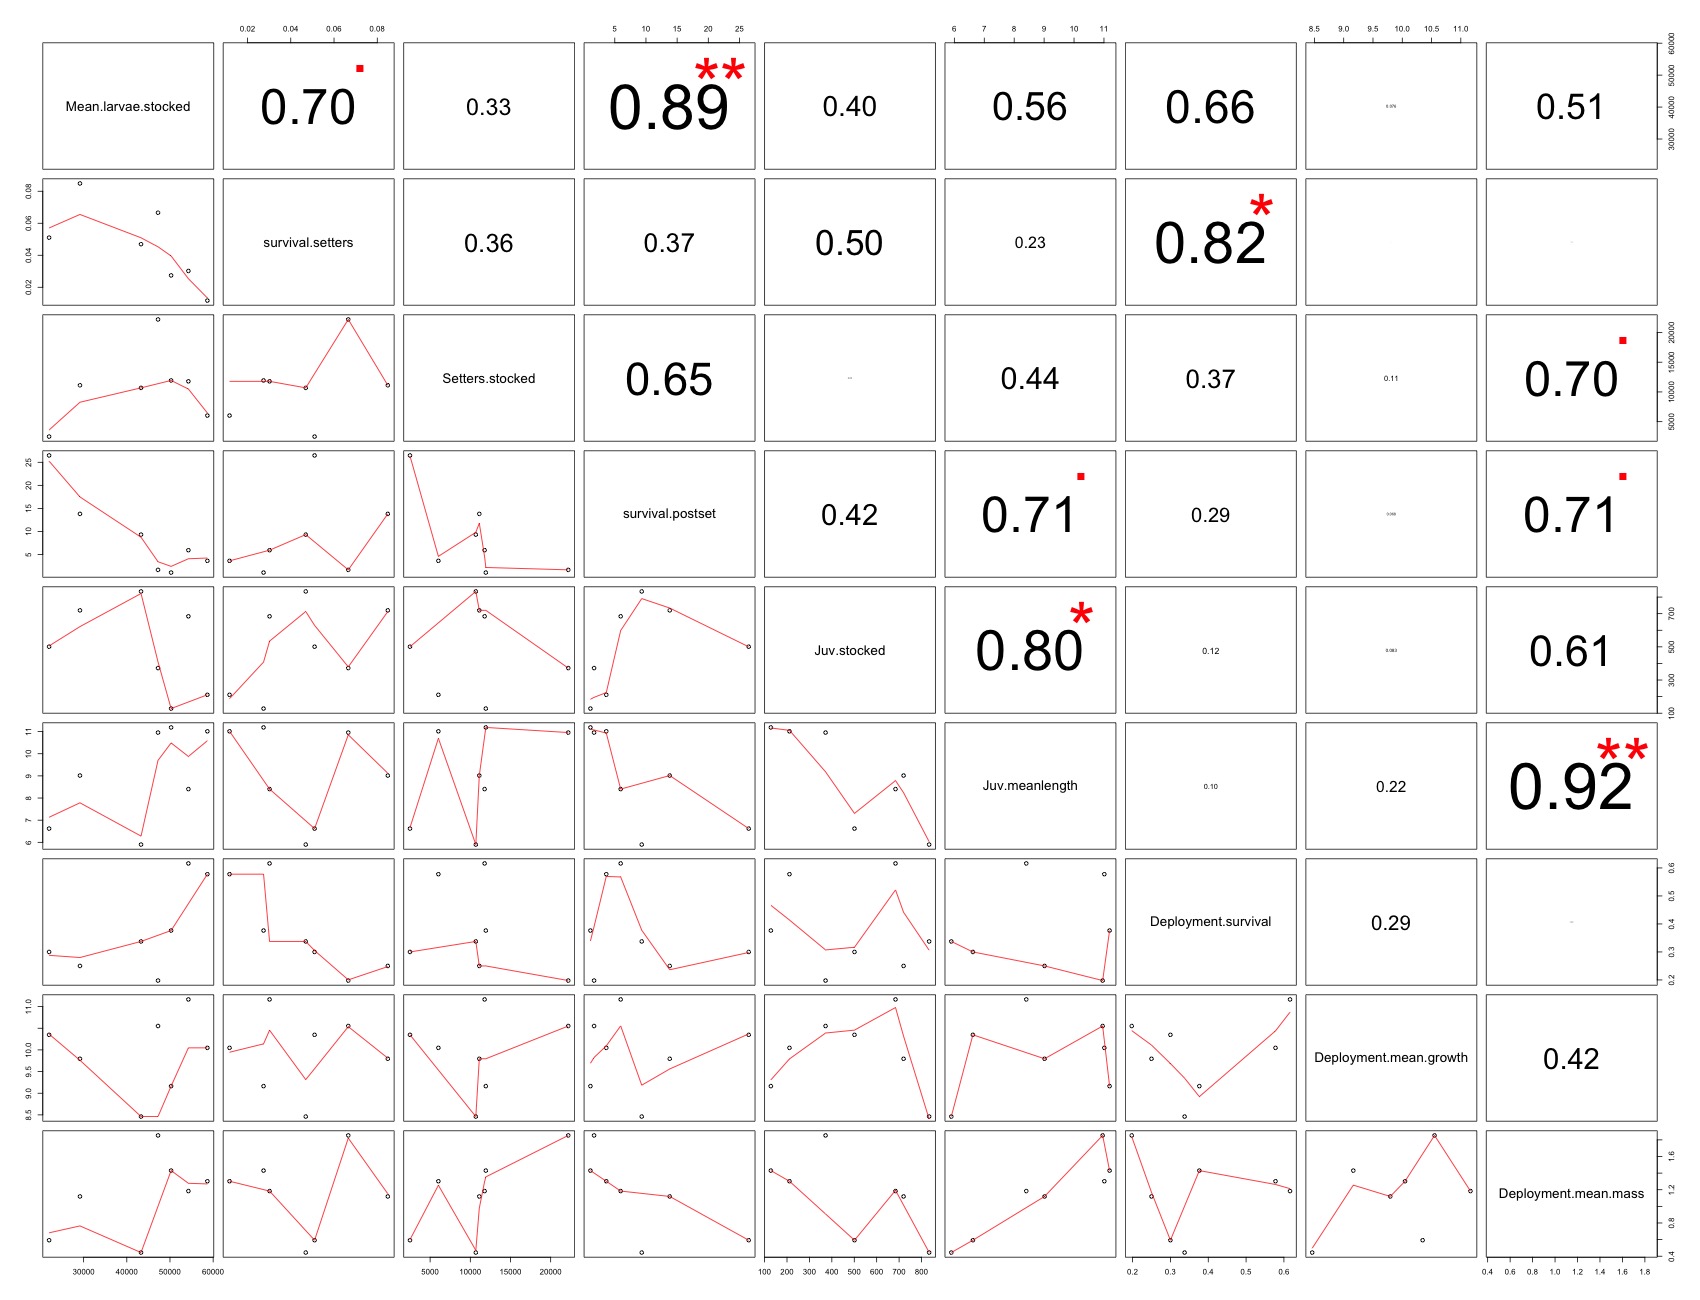 0.02 0.04 0.06 0.08 5 10 15 20 25 6 7 8 9 10 11 8.5 9.0 9.5 10.0 10.5 11.0
Mean.larvae.stocked 0.70 0.33 0.89 ** 0.40 0.56 0.66 0.076 0.51 30000 40000 50000 60000
0.02 0.04 0.06 0.08 survival.setters 0.36 0.37 0.50 0.23 0.82 *
Setters.stocked 0.65 0.44 0.37 0.11 0.70 5000 10000 15000 20000
5 10 15 20 25 survival.postset 0.42 0.71 0.29 0.71
Juv.stocked 0.80 * 0.12 0.083 0.61 100 300 500 700
6 7 8 9 10 11 Juv.meanlength 0.10 0.22 0.92 **
Deployment.survival 0.29 0.2 0.3 0.4 0.5 0.6
8.5 9.0 9.5 10.0 11.0 Deployment.mean.growth 0.42
Deployment.mean.mass 0.4 0.8 1.2 1.6
30000 40000 50000 60000 5000 10000 15000 20000 100 200 300 400 500 600 700 800 0.2 0.3 0.4 0.5 0.6 0.4 0.6 0.8 1.0 1.2 1.4 1.6 1.8